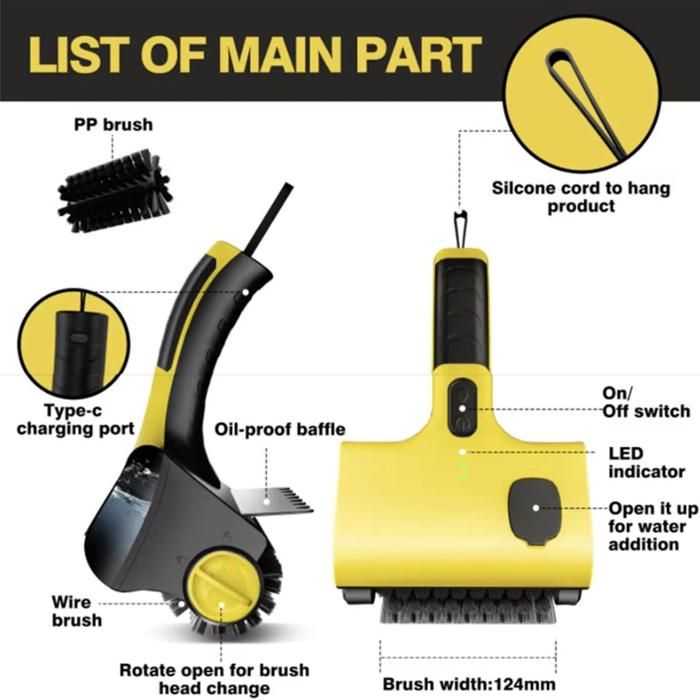 LIST OF MAIN PART
PP brush
Silcone cord to hang
product
Type-c
charging port
Oil-proof baffle
On/
Off switch
LED
indicator
Open it up
for water
addition
Wire
brush
Rotate open for brush
head change
Brush width:124mm